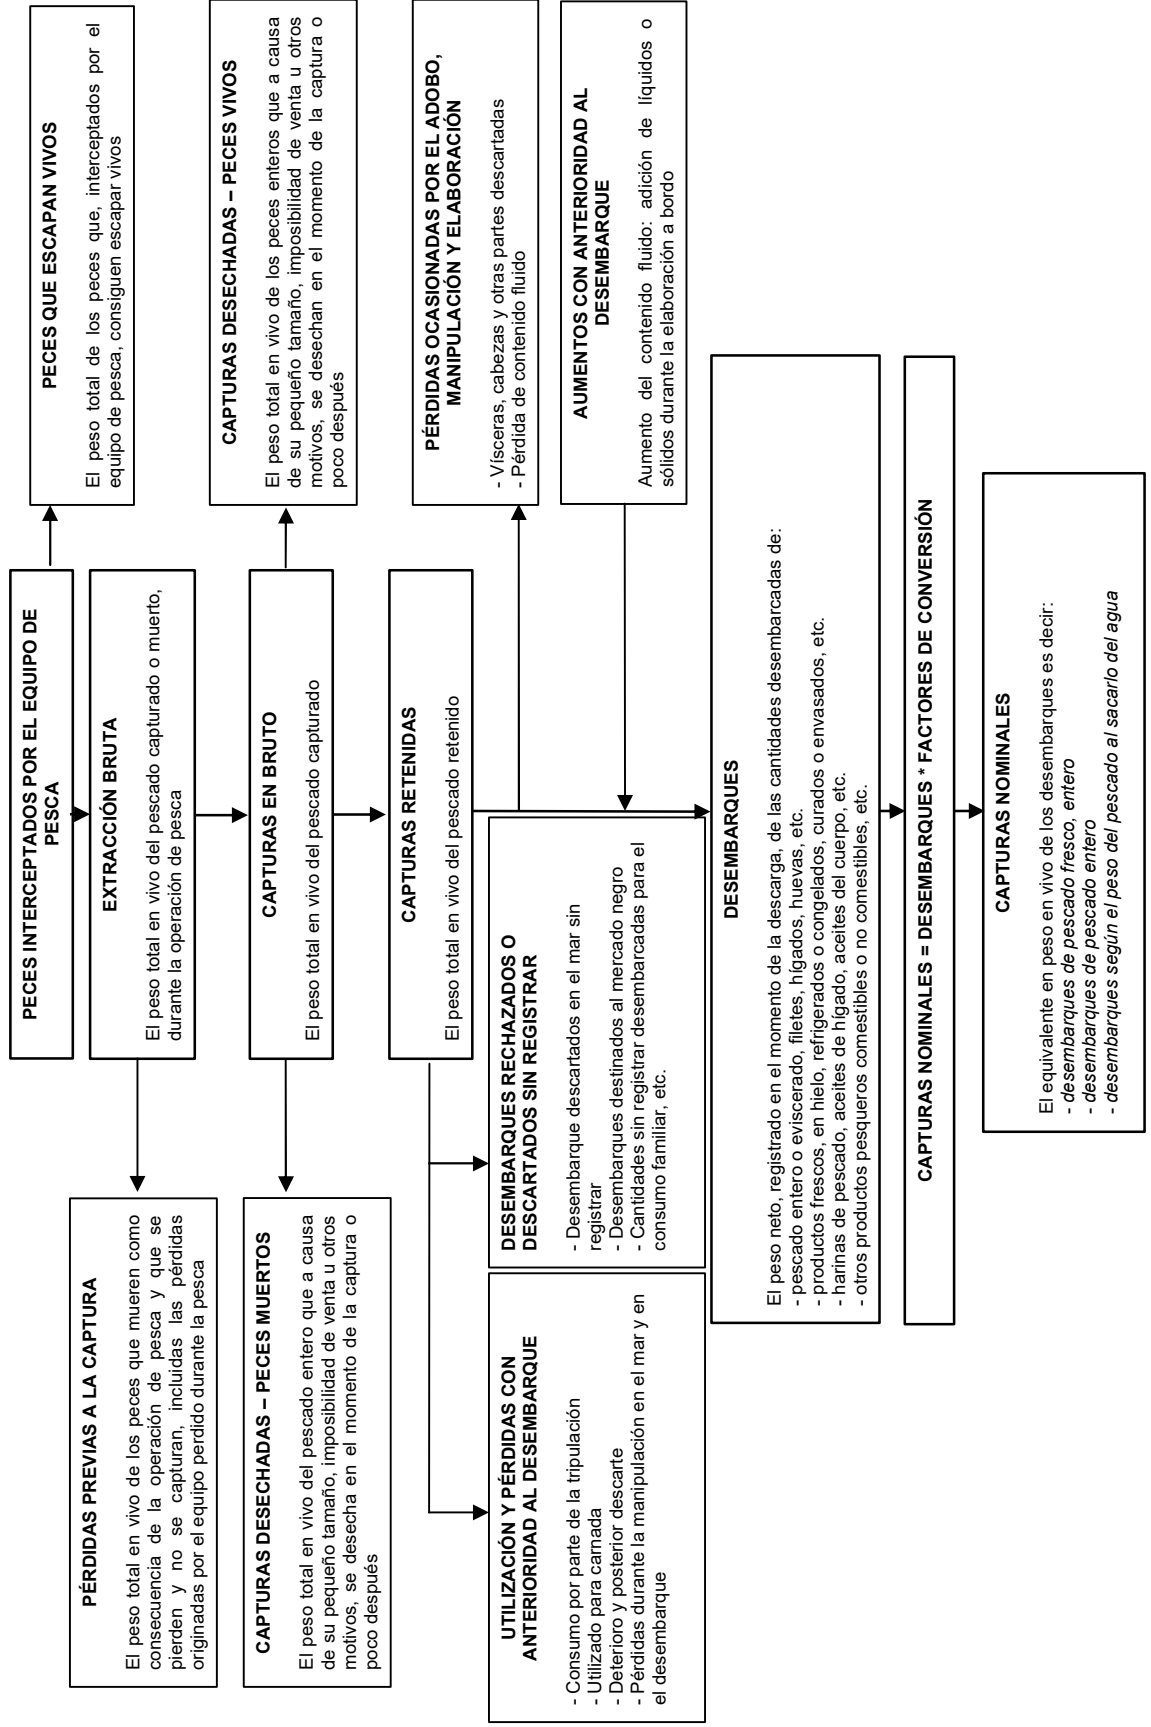 PECES INTERCEPTADOS POR EL EQUIPO DE
PESCA
PECES QUE ESCAPAN VIVOS
El peso total de los peces que, interceptados por el
equipo de pesca, consiguen escapar vivos
EXTRACCIÓN BRUTA
El peso total en vivo del pescado capturado o muerto,
durante la operación de pesca
PÉRDIDAS PREVIAS A LA CAPTURA
El peso total en vivo de los peces que mueren como
consecuencia de la operación de pesca y que se
pierden y no se capturan, incluidas las pérdidas
originadas por el equipo perdido durante la pesca
CAPTURAS EN BRUTO
El peso total en vivo del pescado capturado
CAPTURAS DESECHADAS – PECES VIVOS
El peso total en vivo de los peces enteros que a causa
de su pequeño tamaño, imposibilidad de venta u otros
motivos, se desechan en el momento de la captura o
poco después
CAPTURAS DESECHADAS – PECES MUERTOS
El peso total en vivo del pescado entero que a causa
de su pequeño tamaño, imposibilidad de venta u otros
motivos, se desecha en el momento de la captura o
poco después
CAPTURAS RETENIDAS
El peso total en vivo del pescado retenido
PÉRDIDAS OCASIONADAS POR EL ADOBO,
MANIPULACIÓN Y ELABORACIÓN
- Vísceras, cabezas y otras partes descartadas
- Pérdida de contenido fluido
UTILIZACIÓN Y PÉRDIDAS CON
ANTERIORIDAD AL DESEMBARQUE
- Consumo por parte de la tripulación
- Utilizado para carnada
- Deterioro y posterior descarte
- Pérdidas durante la manipulación en el mar y en
el desembarque
DESEMBARQUES RECHAZADOS O
DESCARTADOS SIN REGISTRAR
- Desembarque descartados en el mar sin
registrar
- Desembarques destinados al mercado negro
- Cantidades sin registrar desembarcadas para el
consumo familiar, etc.
AUMENTOS CON ANTERIORIDAD AL
DESEMBARQUE
Aumento del contenido fluido: adición de líquidos o
sólidos durante la elaboración a bordo
DESEMBARQUES
El peso neto, registrado en el momento de la descarga, de las cantidades desembarcadas de:
- pescado entero o eviscerado, filetes, hígados, huevas, etc.
- productos frescos, en hielo, refrigerados o congelados, curados o envasados, etc.
- harinas de pescado, aceites de hígado, aceites del cuerpo, etc.
- otros productos pesqueros comestibles o no comestibles, etc.
CAPTURAS NOMINALES = DESEMBARQUES * FACTORES DE CONVERSIÓN
CAPTURAS NOMINALES
El equivalente en peso en vivo de los desembarques es decir:
- desembarques de pescado fresco, entero
- desembarques de pescado entero
- desembarques según el peso del pescado al sacarlo del agua